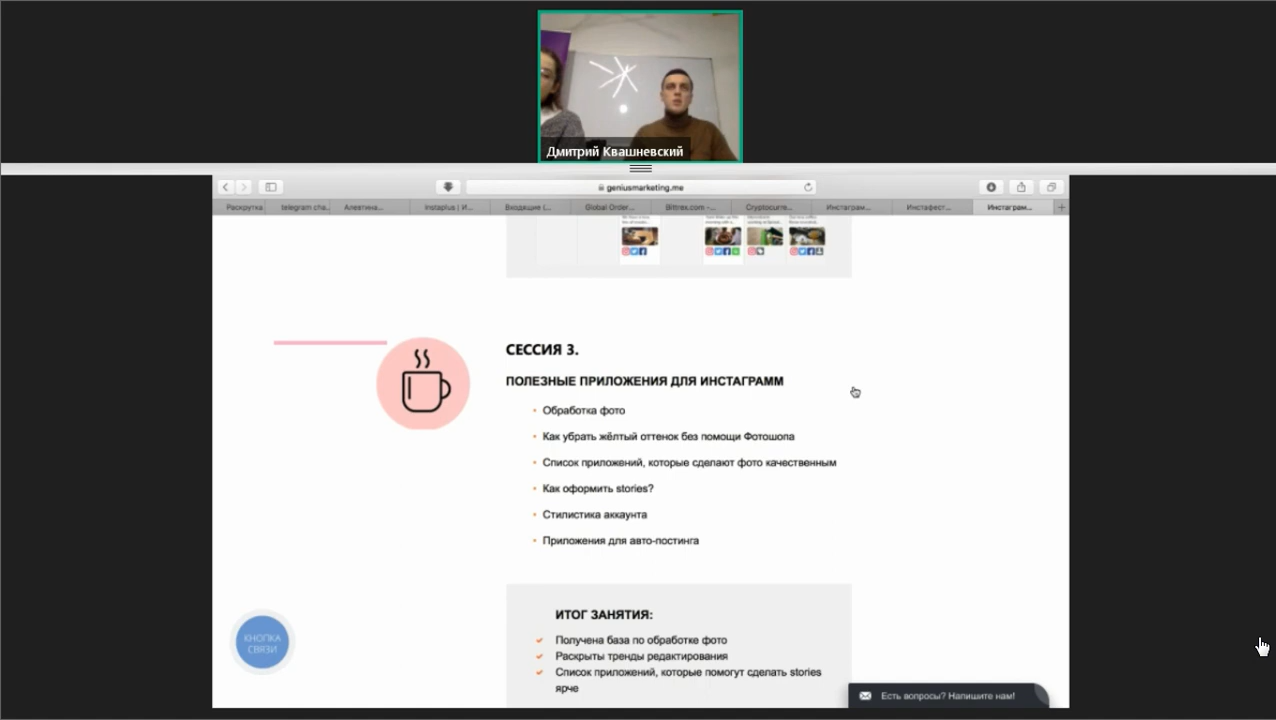 Дмитрий Квашневский
geniusmarketing.me
Раскрутка
telegram cha...
Алевтина...
Instaplus | И...
Входящие (...
Global Order...
Bittrex.com -...
Cryptocurre...
Инстаграм...
Инстафест...
Инстаграм...
СЕССИЯ 3.
ПОЛЕЗНЫЕ ПРИЛОЖЕНИЯ ДЛЯ ИНСТАГРАММ
Обработка фото
Как убрать жёлтый оттенок без помощи Фотошопа
Список приложений, которые сделают фото качественным
Как оформить stories?
Стилистика аккаунта
Приложения для авто-постинга
ИТОГ ЗАНЯТИЯ:
Получена база по обработке фото
Раскрыты тренды редактирования
Список приложений, которые помогут сделать stories
ярче
КНОПКА
СВЯЗИ
Есть вопросы? Напишите нам!